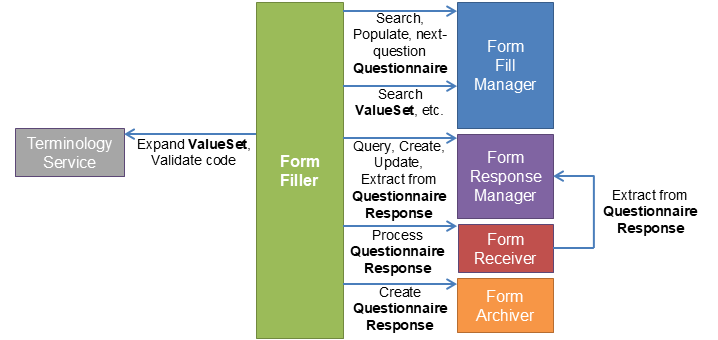 Search,
Populate, next-
question
Questionnaire
Form
Fill
Manager
Search
ValueSet, etc.
Terminology
Service
Expand ValueSet,
Validate code
Form
Filler
Query, Create,
Update,
Extract from
Questionnaire
Response
Form
Response
Manager
Extract from
Questionnaire
Response
Process
Questionnaire
Response
Form
Receiver
Create
Questionnaire
Response
Form
Archiver